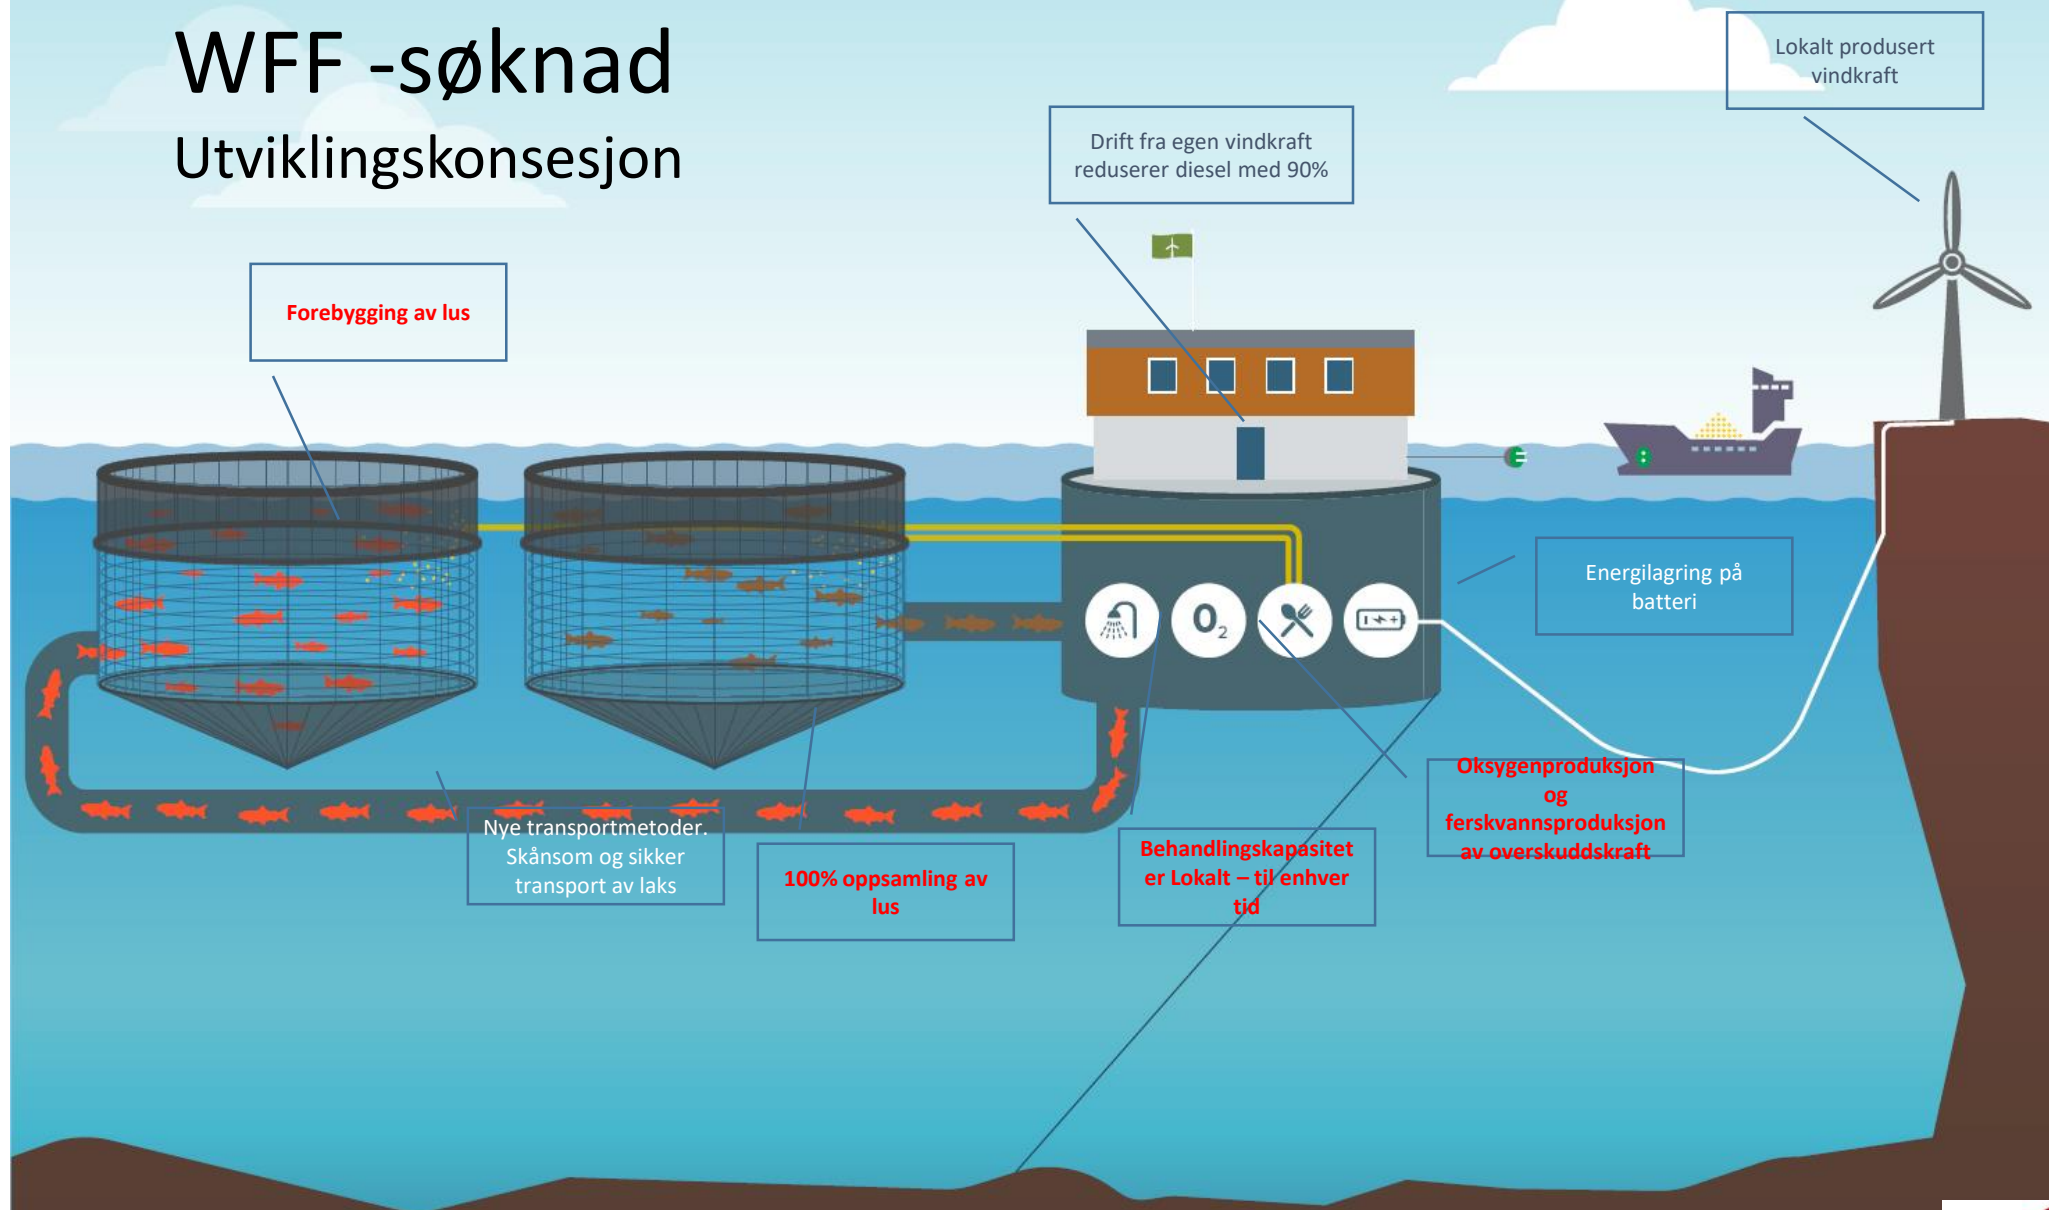 WFF -søknad
Utviklingskonsesjon
Lokalt produsert
vindkraft
Drift fra egen vindkraft
reduserer diesel med 90%
Forebygging av lus
Energilagring på
batteri
O2
Oksygenproduksjon
og
ferskvannsproduksjon
av overskuddskraft
Nye transportmetoder.
Skånsom og sikker
transport av laks
100% oppsamling av
lus
Behandlingskapasitet
er Lokalt – til enhver
tid